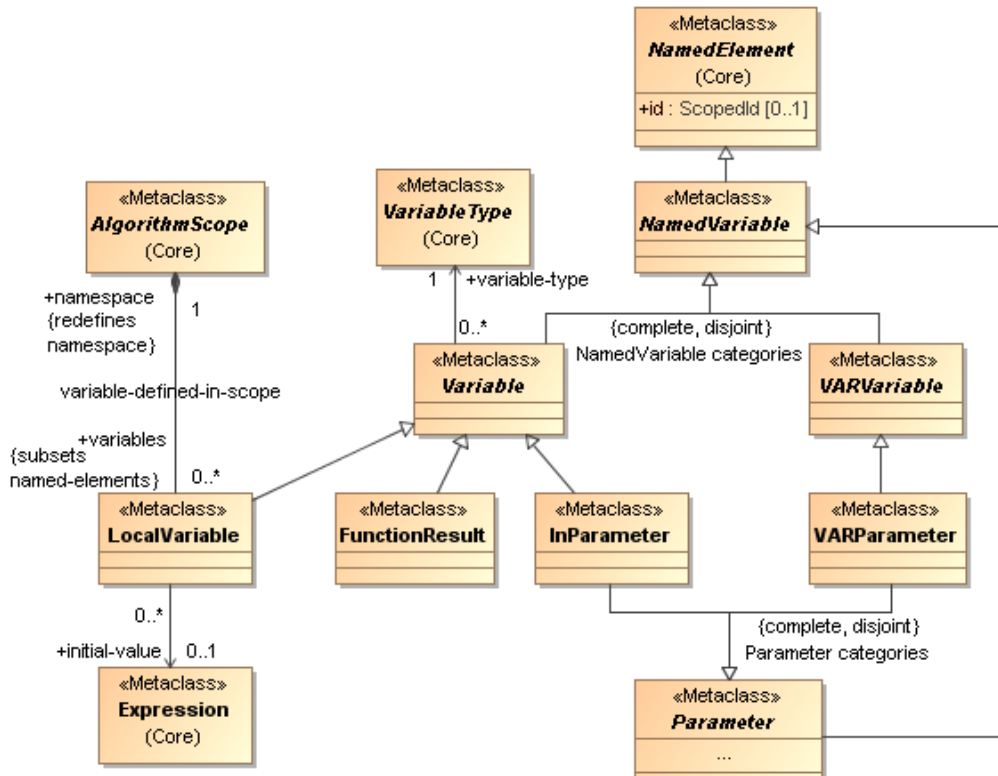 «Metaclass»
NamedElement
(Core)
+id : ScopedId [0..1]
«Metaclass»
AlgorithmScope
(Core)
«Metaclass»
VariableType
(Core)
«Metaclass»
NamedVariable
+namespace
{redefines
namespace}
1
1
+variable-type
0..*
{complete, disjoint}
NamedVariable categories
«Metaclass»
Variable
«Metaclass»
VARVariable
variable-defined-in-scope
+variables
{subsets
named-elements}
0..*
«Metaclass»
LocalVariable
«Metaclass»
FunctionResult
«Metaclass»
InParameter
«Metaclass»
VARParameter
0..*
+initial-value
0..1
{complete, disjoint}
Parameter categories
«Metaclass»
Expression
(Core)
«Metaclass»
Parameter
...